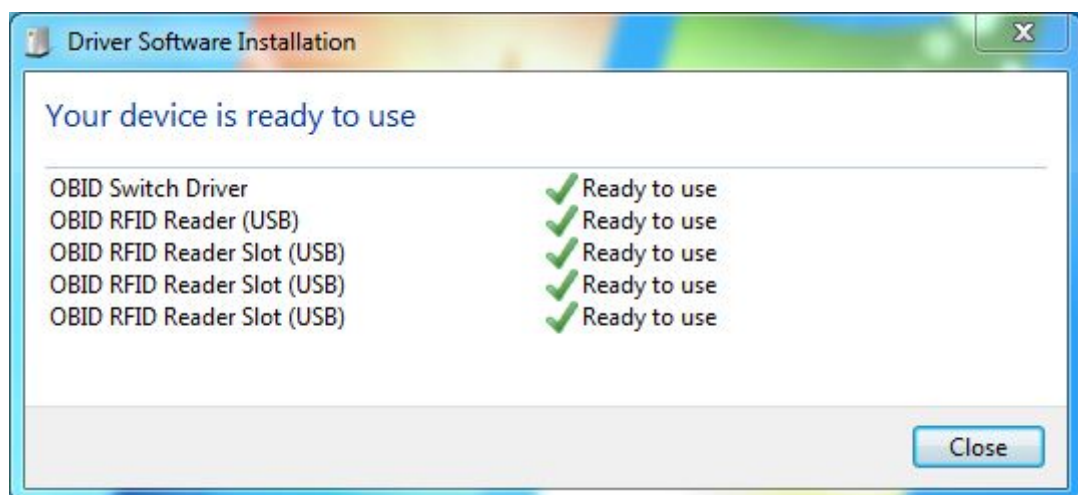 Driver Software Installation
Your device is ready to use
OBID Switch Driver Ready to use
OBID RFID Reader (USB) Ready to use
OBID RFID Reader Slot (USB) Ready to use
OBID RFID Reader Slot (USB) Ready to use
OBID RFID Reader Slot (USB) Ready to use
Close